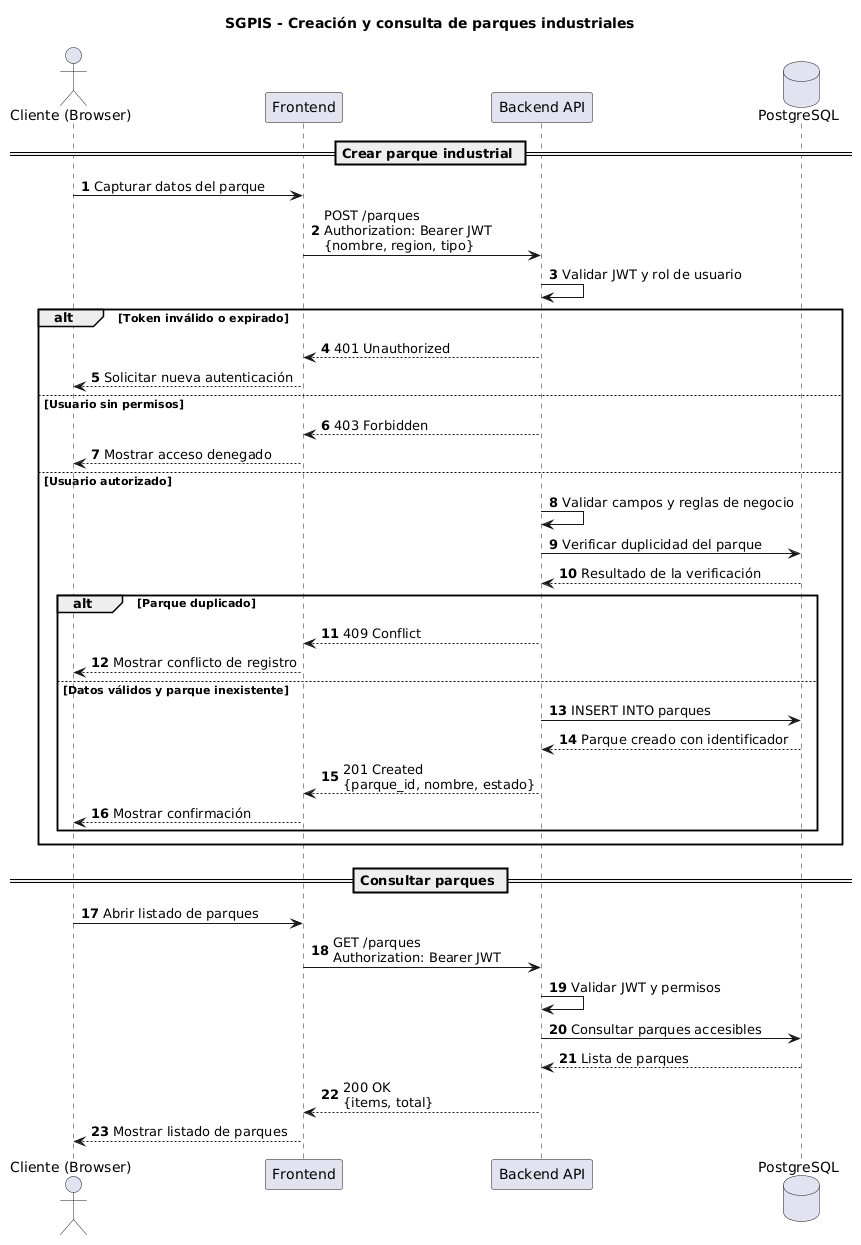 SGPIS - Creación y consulta de parques industriales
Cliente (Browser)
Frontend
Backend API
PostgreSQL
Crear parque industrial
1 Capturar datos del parque
POST /parques
2 Authorization: Bearer JWT
{nombre, region, tipo}
3 Validar JWT y rol de usuario
alt [Token inválido o expirado]
4 401 Unauthorized
5 Solicitar nueva autenticación
[Usuario sin permisos]
6 403 Forbidden
7 Mostrar acceso denegado
[Usuario autorizado]
8 Validar campos y reglas de negocio
9 Verificar duplicidad del parque
10 Resultado de la verificación
alt [Parque duplicado]
11 409 Conflict
12 Mostrar conflicto de registro
[Datos válidos y parque inexistente]
13 INSERT INTO parques
14 Parque creado con identificador
15 201 Created
{parque_id, nombre, estado}
16 Mostrar confirmación
Consultar parques
17 Abrir listado de parques
18 GET /parques
Authorization: Bearer JWT
19 Validar JWT y permisos
20 Consultar parques accesibles
21 Lista de parques
22 200 OK
{items, total}
23 Mostrar listado de parques
Cliente (Browser)
Frontend
Backend API
PostgreSQL